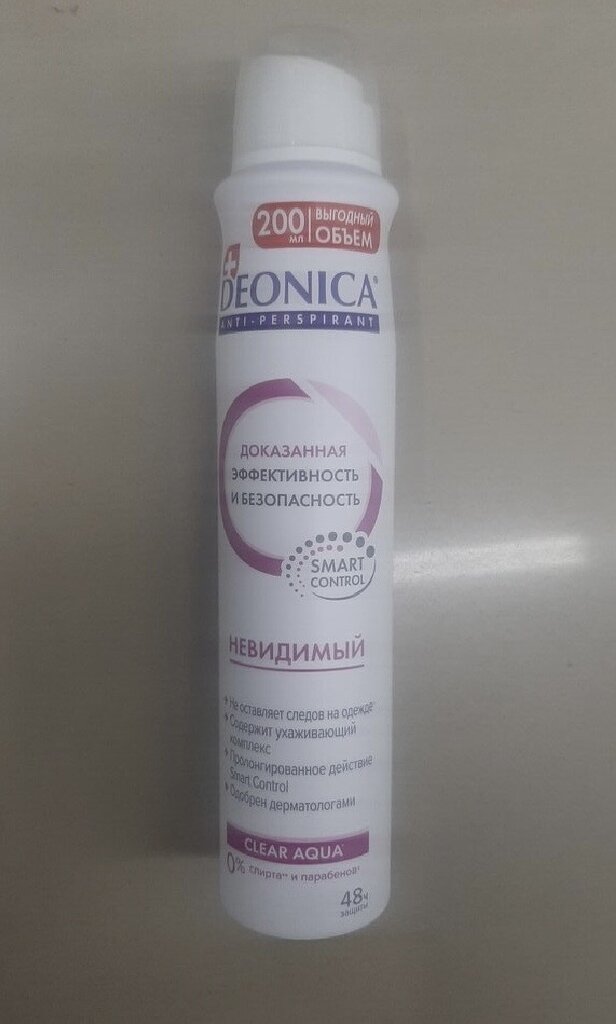 200 мл
ВЫГОДНЫЙ
ОБЪЕМ
DEONICA®
ANTI-PERSPIRANT
ДОКАЗАННАЯ
ЭФФЕКТИВНОСТЬ
И БЕЗОПАСНОСТЬ
SMART
CONTROL
НЕВИДИМЫЙ
Не оставляет следов на одежде*
Содержит ухаживающий
комплекс
Пролонгированное действие
Smart Control
Одобрен дерматологами
CLEAR AQUA
0% спирта** и парабенов
48ч
защиты